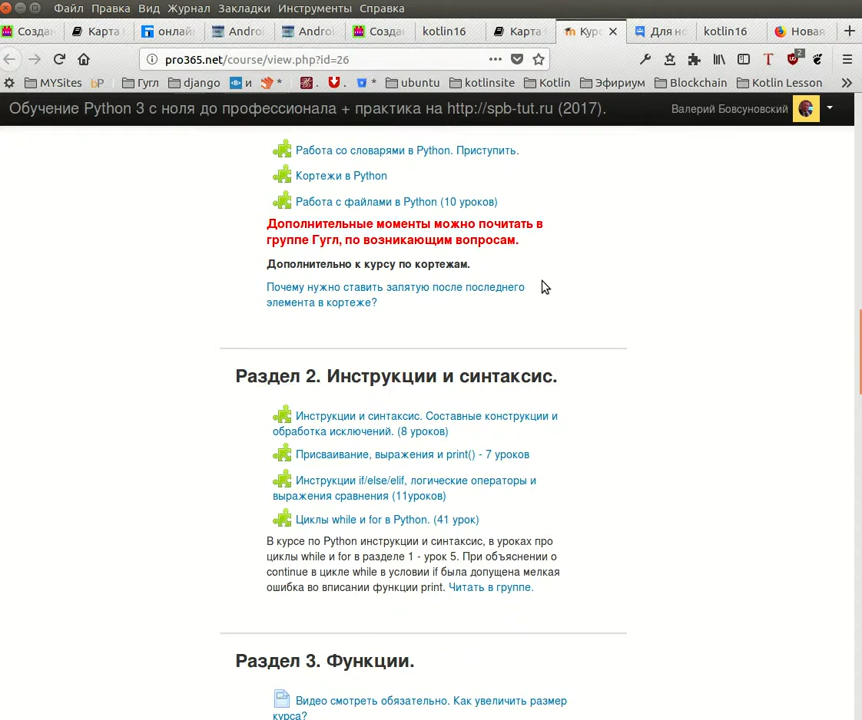 Файл Правка Вид Журнал Закладки Инструменты Справка
Создан Карта онлай Andro Andro Создан kotlin16 Карта Курс Для но kotlin16 Новая
pro365.net/course/view.php?id=26
2
MYSites bP Гугл django и ubuntu kotlinsite Kotlin Эфириум Blockchain Kotlin Lesson
Обучение Python 3 с ноля до профессионала + практика на http://spb-tut.ru (2017). Валерий Бовсуновский
Работа со словарями в Python. Приступить.
Кортежи в Python
Работа с файлами в Python (10 уроков)
Дополнительные моменты можно почитать в
группе Гугл, по возникающим вопросам.
Дополнительно к курсу по кортежам.
Почему нужно ставить запятую после последнего
элемента в кортеже?
Раздел 2. Инструкции и синтаксис.
Инструкции и синтаксис. Составные конструкции и
обработка исключений. (8 уроков)
Присваивание, выражения и print() - 7 уроков
Инструкции if/else/elif, логические операторы и
выражения сравнения (11уроков)
Циклы while и for в Python. (41 урок)
В курсе по Python инструкции и синтаксис, в уроках про
циклы while и for в разделе 1 - урок 5. При объяснении о
continue в цикле while в условии if была допущена мелкая
ошибка во вписании функции print. Читать в группе.
Раздел 3. Функции.
Видео смотреть обязательно. Как увеличить размер
курса?